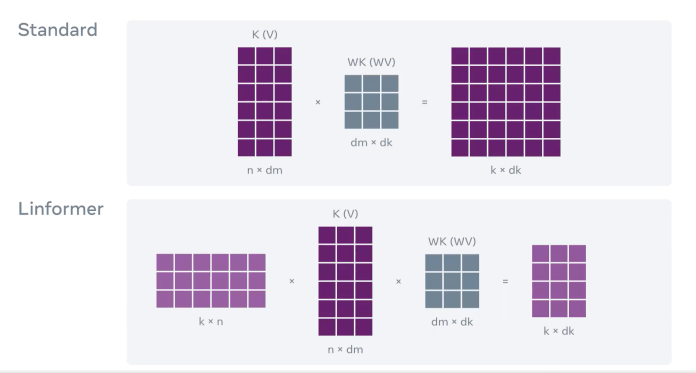 Standard
K (V)
WK (WV)
×
=
dm × dk
n × dm
k × dk
Linformer
K (V)
WK (WV)
×
×
=
k × n
dm × dk
k × dk
n × dm